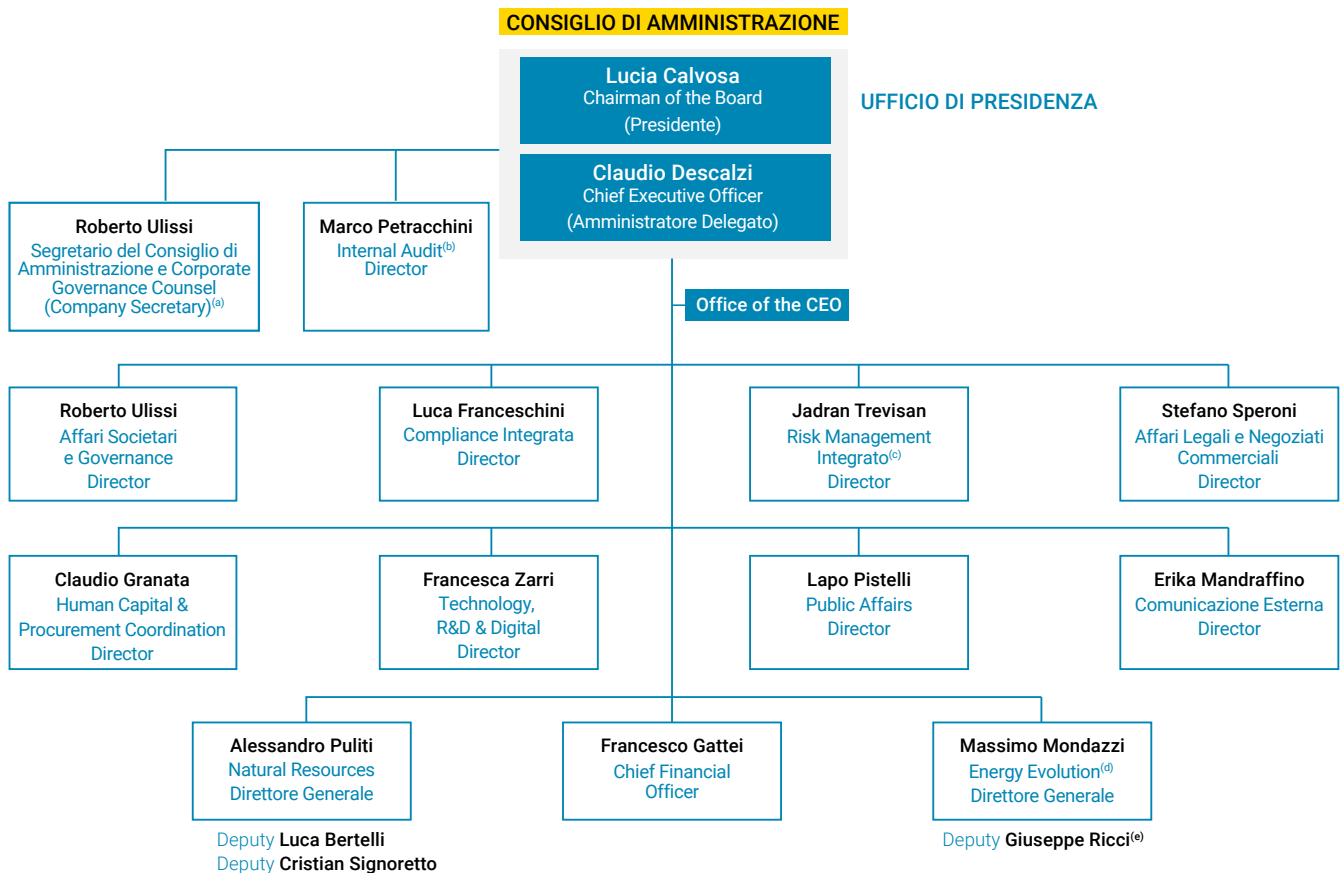 CONSIGLIO DI AMMINISTRAZIONE
Lucia Calvosa
Chairman of the Board
(Presidente)
UFFICIO DI PRESIDENZA
Claudio Descalzi
Chief Executive Officer
(Amministratore Delegato)
Roberto Ulissi
Segretario del Consiglio di
Amministrazione e Corporate
Governance Counsel
(Company Secretary)(a)
Marco Petracchini
Internal Audit(b)
Director
Office of the CEO
Roberto Ulissi
Affari Societari
e Governance
Director
Luca Franceschini
Compliance Integrata
Director
Jadran Trevisan
Risk Management
Integrato(c)
Director
Stefano Speroni
Affari Legali e Negoziati
Commerciali
Director
Claudio Granata
Human Capital &
Procurement Coordination
Director
Francesca Zarri
Technology,
R&D & Digital
Director
Lapo Pistelli
Public Affairs
Director
Erika Mandraffino
Comunicazione Esterna
Director
Alessandro Puliti
Natural Resources
Direttore Generale
Deputy Luca Bertelli
Deputy Cristian Signoretto
Francesco Gattei
Chief Financial
Officer
Massimo Mondazzi
Energy Evolution(d)
Direttore Generale
Deputy Giuseppe Ricci(e)